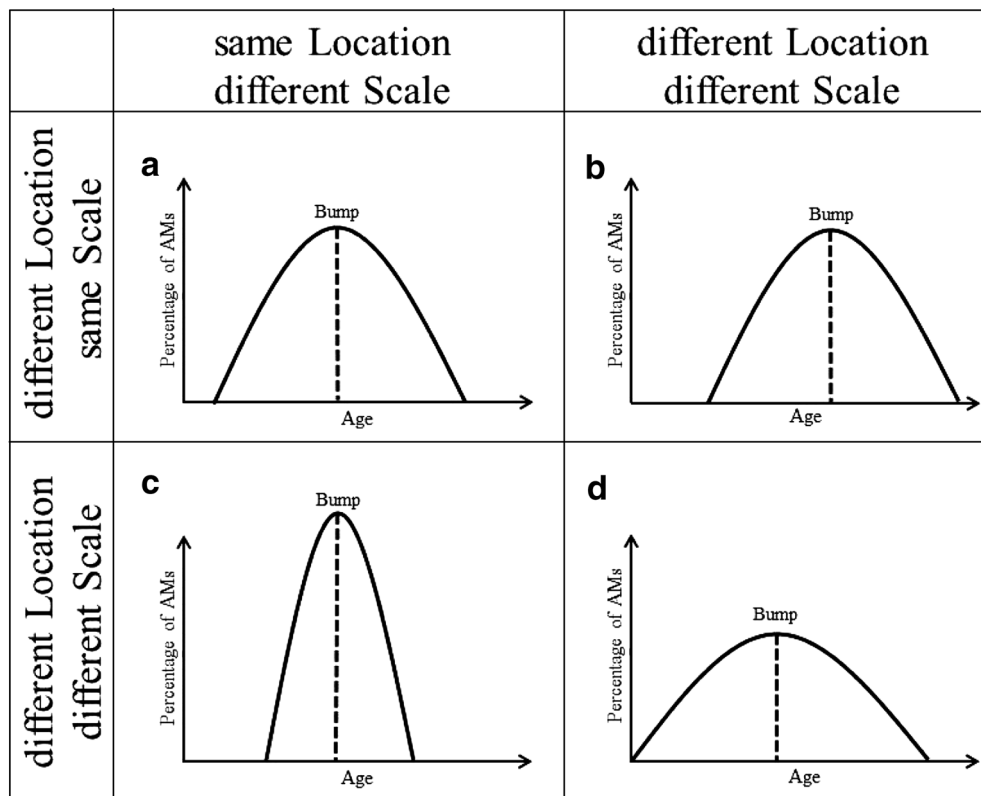 same Location
different Scale
different Location
different Scale
different Location
same Scale
a
Bump
Percentage of AMs
Age
b
Bump
Percentage of AMs
Age
different Location
different Scale
c
Bump
Percentage of AMs
Age
d
Bump
Percentage of AMs
Age